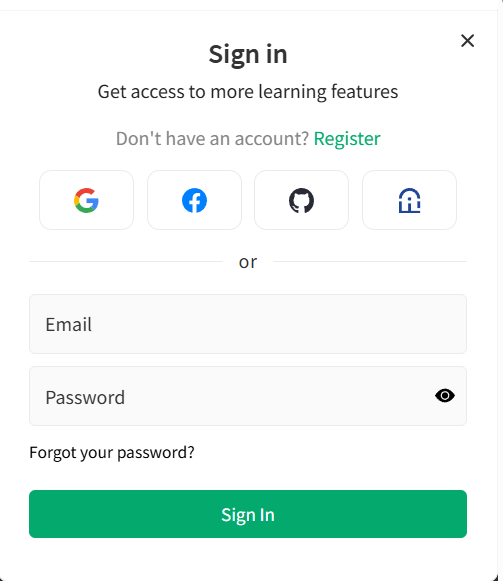 Sign in
Get access to more learning features
Don't have an account? Register
or
Email
Password
Forgot your password?
Sign In